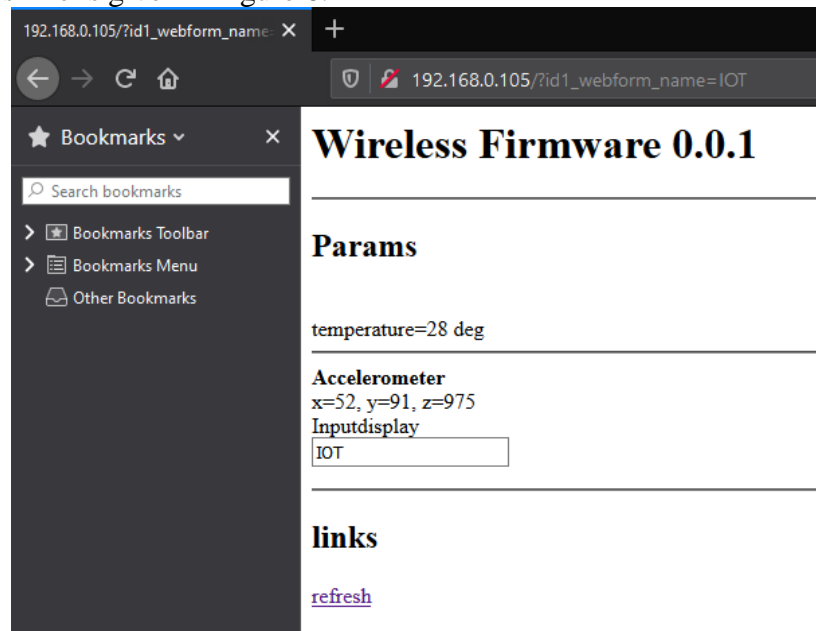 192.168.0.105/?id1_webform_name=
192.168.0.105/?id1_webform_name=IOT
Bookmarks
Search bookmarks
Bookmarks Toolbar
Bookmarks Menu
Other Bookmarks
Wireless Firmware 0.0.1
Params
temperature=28 deg
Accelerometer
x=52, y=91, z=975
Inputdisplay
IOT
links
refresh